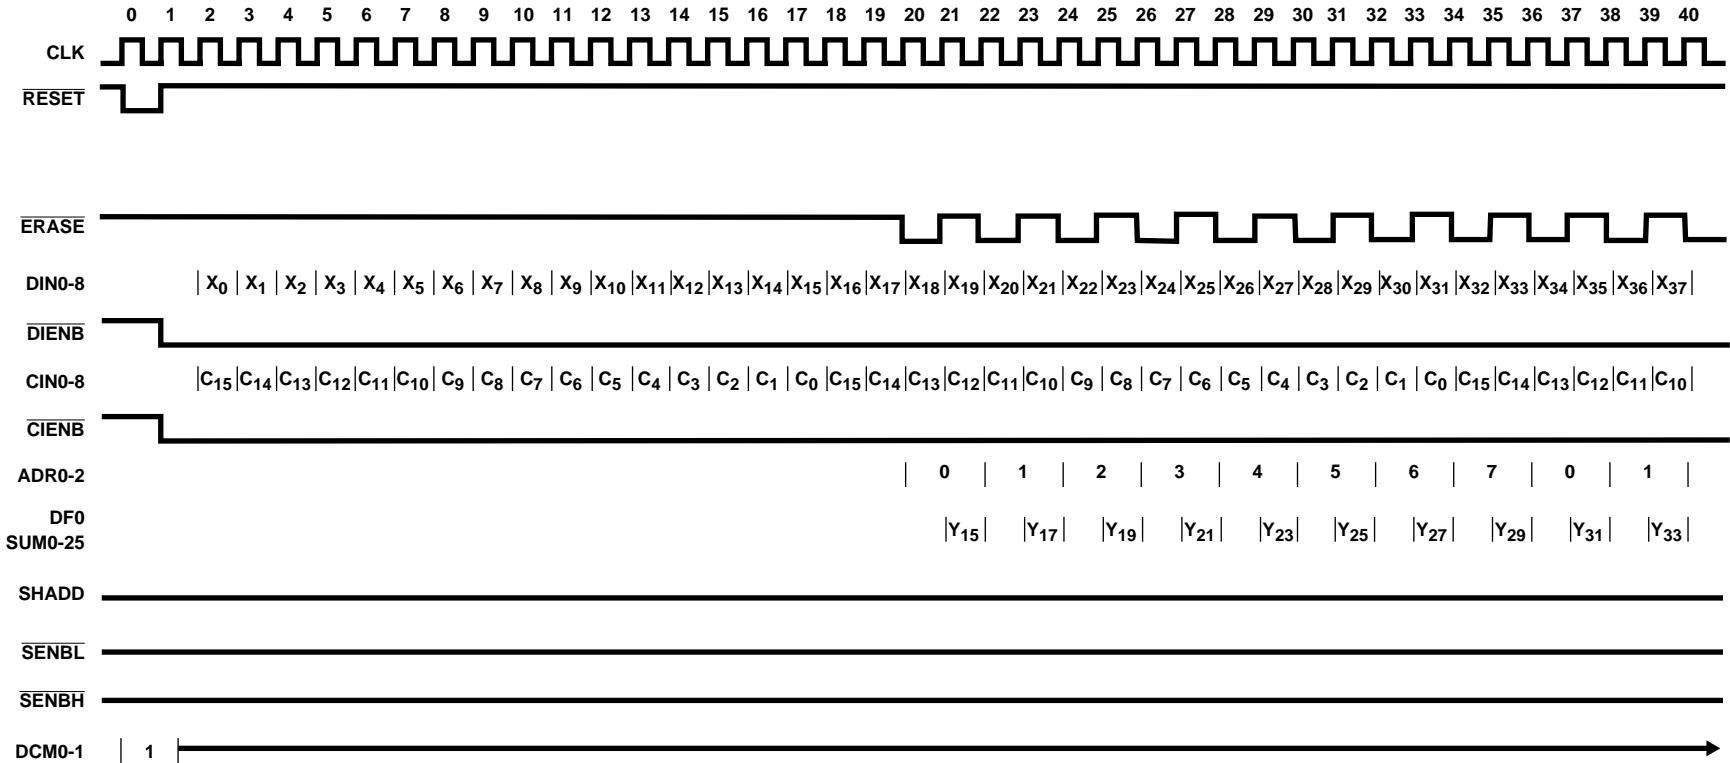 0 1 2 3 4 5 6 7 8 9 10 11 12 13 14 15 16 17 18 19 20 21 22 23 24 25 26 27 28 29 30 31 32 33 34 35 36 37 38 39 40
CLK
RESET
ERASE
DIN0-8 X0 X1 X2 X3 X4 X5 X6 X7 X8 X9 X10 X11 X12 X13 X14 X15 X16 X17 X18 X19 X20 X21 X22 X23 X24 X25 X26 X27 X28 X29 X30 X31 X32 X33 X34 X35 X36 X37
DIENB
CIN0-8 C15 C14 C13 C12 C11 C10 C9 C8 C7 C6 C5 C4 C3 C2 C1 C0 C15 C14 C13 C12 C11 C10 C9 C8 C7 C6 C5 C4 C3 C2 C1 C0 C15 C14 C13 C12 C11 C10
CIENB
ADR0-2 0 1 2 3 4 5 6 7 0 1
DF0
SUM0-25 Y15 Y17 Y19 Y21 Y23 Y25 Y27 Y29 Y31 Y33
SHADD
SENBL
SENBH
DCM0-1 1